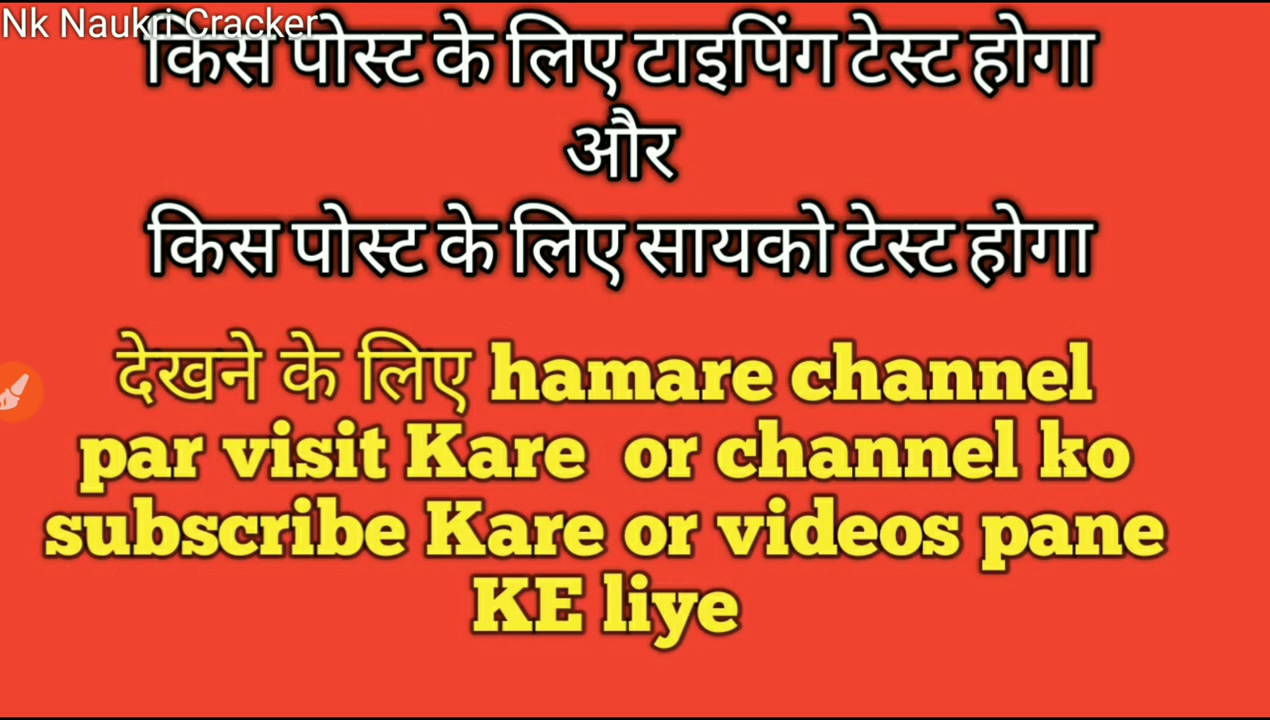 Nk Naukri Cracker
किस पोस्ट के लिए टाइपिंग टेस्ट होगा
और
किस पोस्ट के लिए सायको टेस्ट होगा
देखने के लिए hamare channel
par visit Kare or channel ko
subscribe Kare or videos pane
KE liye